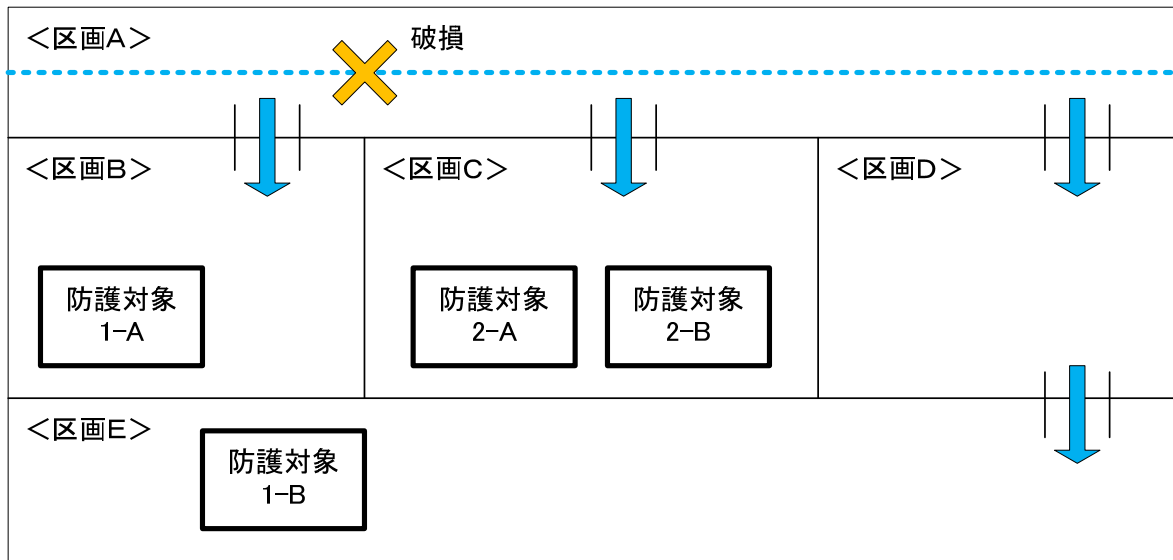 <区画A>
破損
<区画B>
<区画C>
<区画D>
防護対象
1-A
防護対象
2-A
防護対象
2-B
<区画E>
防護対象
1-B